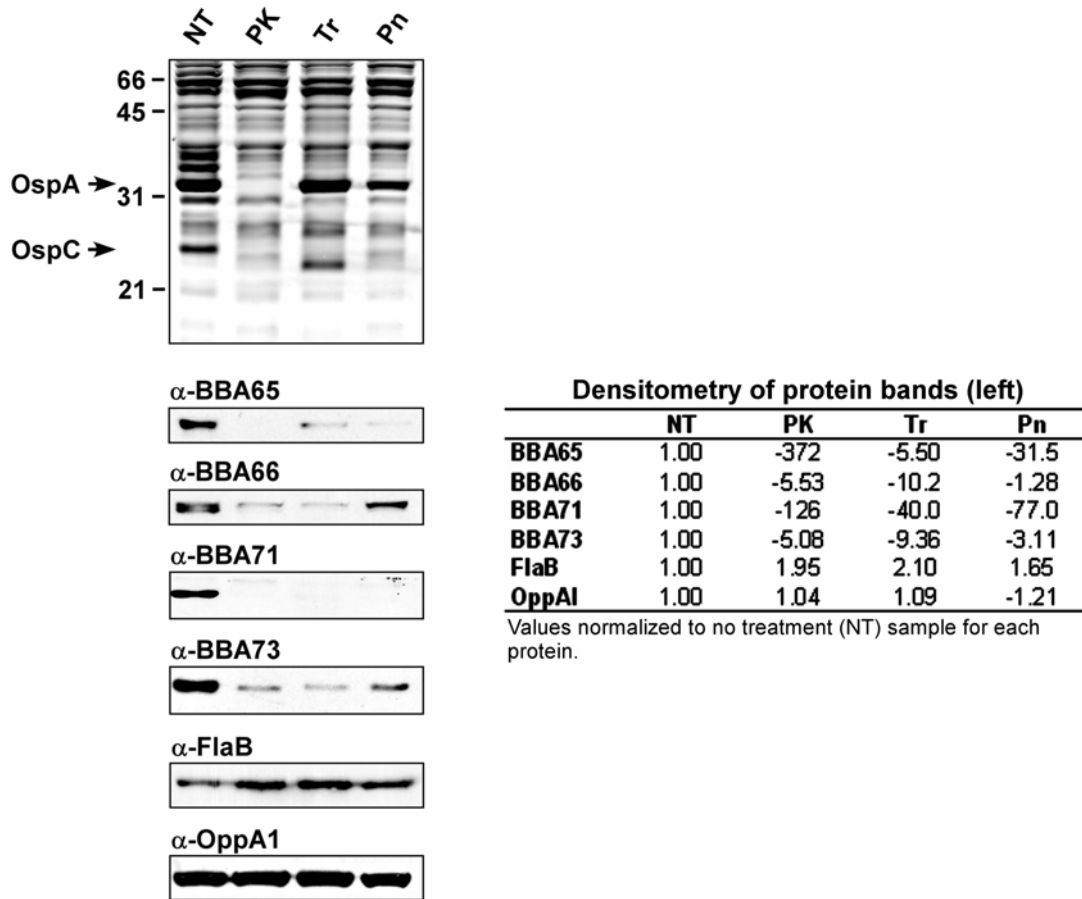 NT PK Tr Pn
66
45
OspA
31
OspC
21
α-BBA65
α-BBA66
α-BBA71
α-BBA73
α-FlaB
α-OppA1
Densitometry of protein bands (left)
NT PK Tr Pn
BBA65 1.00 -372 -5.50 -31.5
BBA66 1.00 -5.53 -10.2 -1.28
BBA71 1.00 -126 -40.0 -77.0
BBA73 1.00 -5.08 -9.36 -3.11
FlaB 1.00 1.95 2.10 1.65
OppAI 1.00 1.04 1.09 -1.21
Values normalized to no treatment (NT) sample for each
protein.